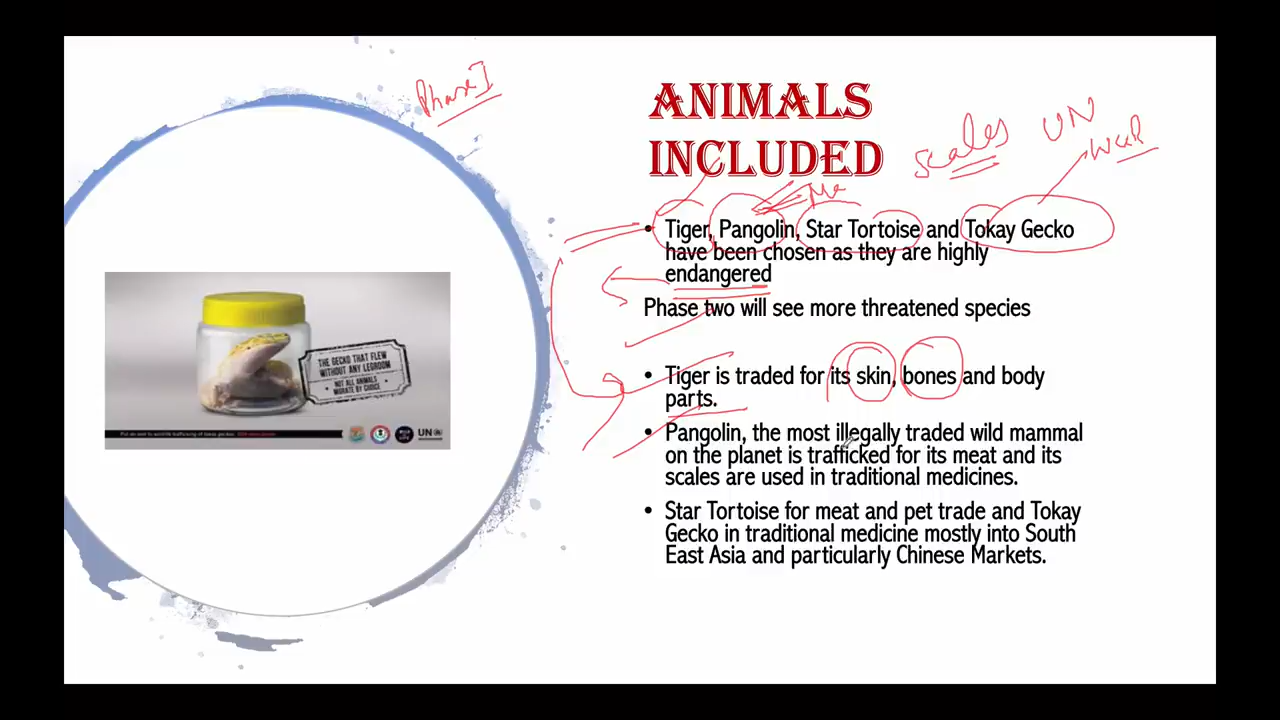 Phase I
ANIMALS
INCLUDED
scales UN
• Tiger, Pangolin, Star Tortoise and Tokay Gecko
have been chosen as they are highly
endangered
Phase two will see more threatened species
• Tiger is traded for its skin, bones and body
parts.
• Pangolin, the most illegally traded wild mammal
on the planet is trafficked for its meat and its
scales are used in traditional medicines.
• Star Tortoise for meat and pet trade and Tokay
Gecko in traditional medicine mostly into South
East Asia and particularly Chinese Markets.
THE GECKO THAT FLEW
WITHOUT ANY LEGROOM
NOT ALL ANIMALS
MIGRATE BY CHOICE
UN